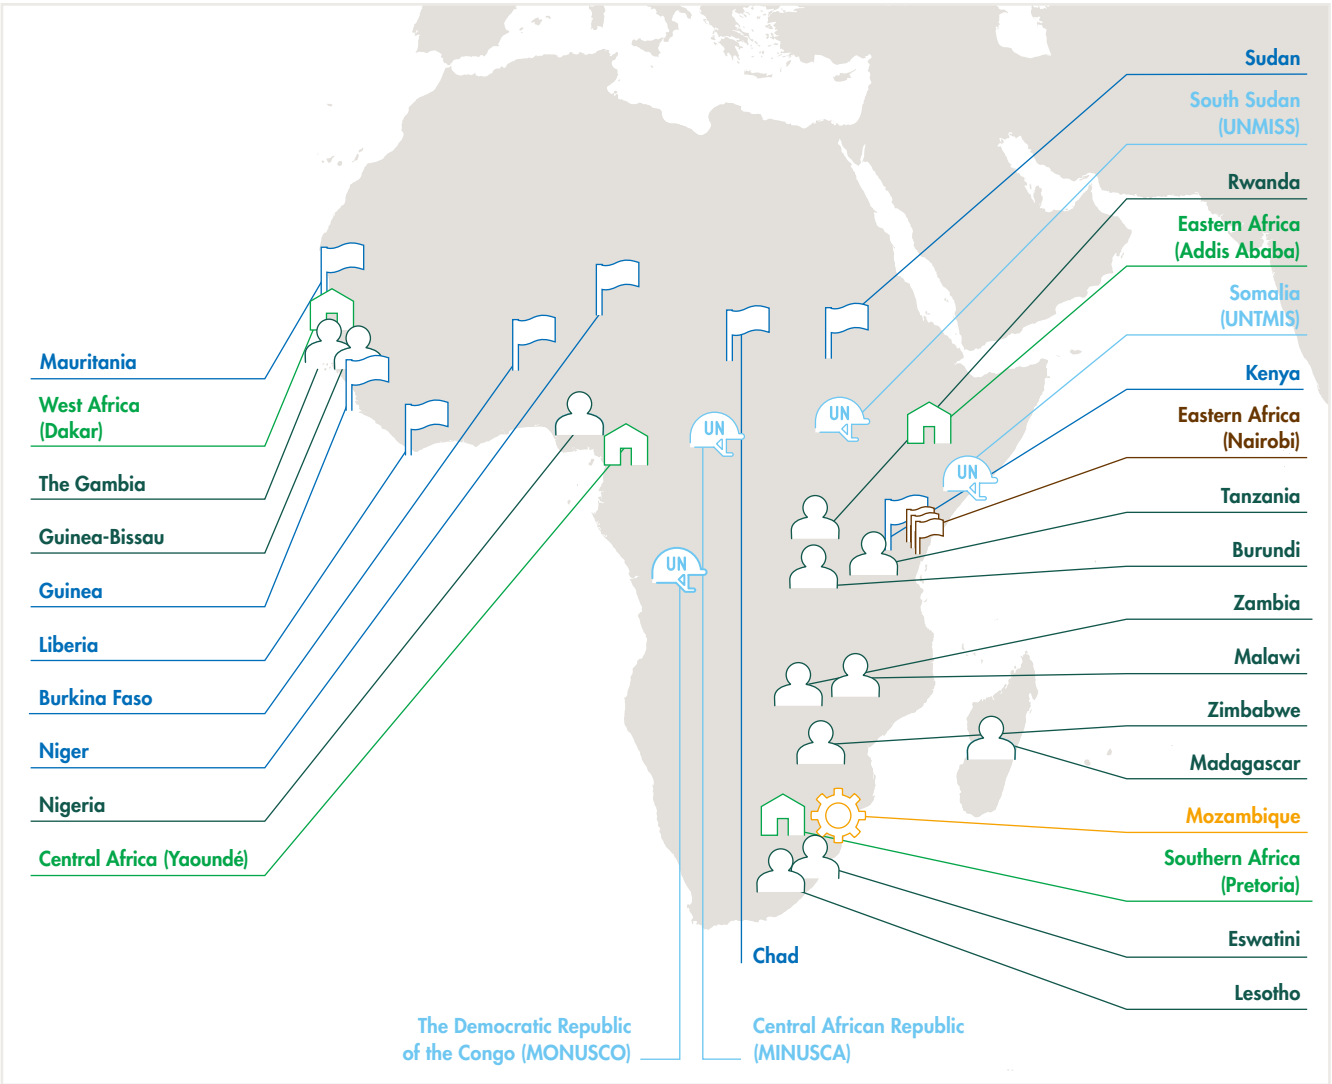 Mauritania
West Africa
(Dakar)
The Gambia
Guinea-Bissau
Guinea
Liberia
Burkina Faso
Niger
Nigeria
Central Africa (Yaoundé)
UN
UN
UN
UN
Sudan
South Sudan
(UNMISS)
Rwanda
Eastern Africa
(Addis Ababa)
Somalia
(UNTMIS)
Kenya
Eastern Africa
(Nairobi)
Tanzania
Burundi
Zambia
Malawi
Zimbabwe
Madagascar
Mozambique
Southern Africa
(Pretoria)
Eswatini
Lesotho
Chad
The Democratic Republic
of the Congo (MONUSCO)
Central African Republic
(MINUSCA)